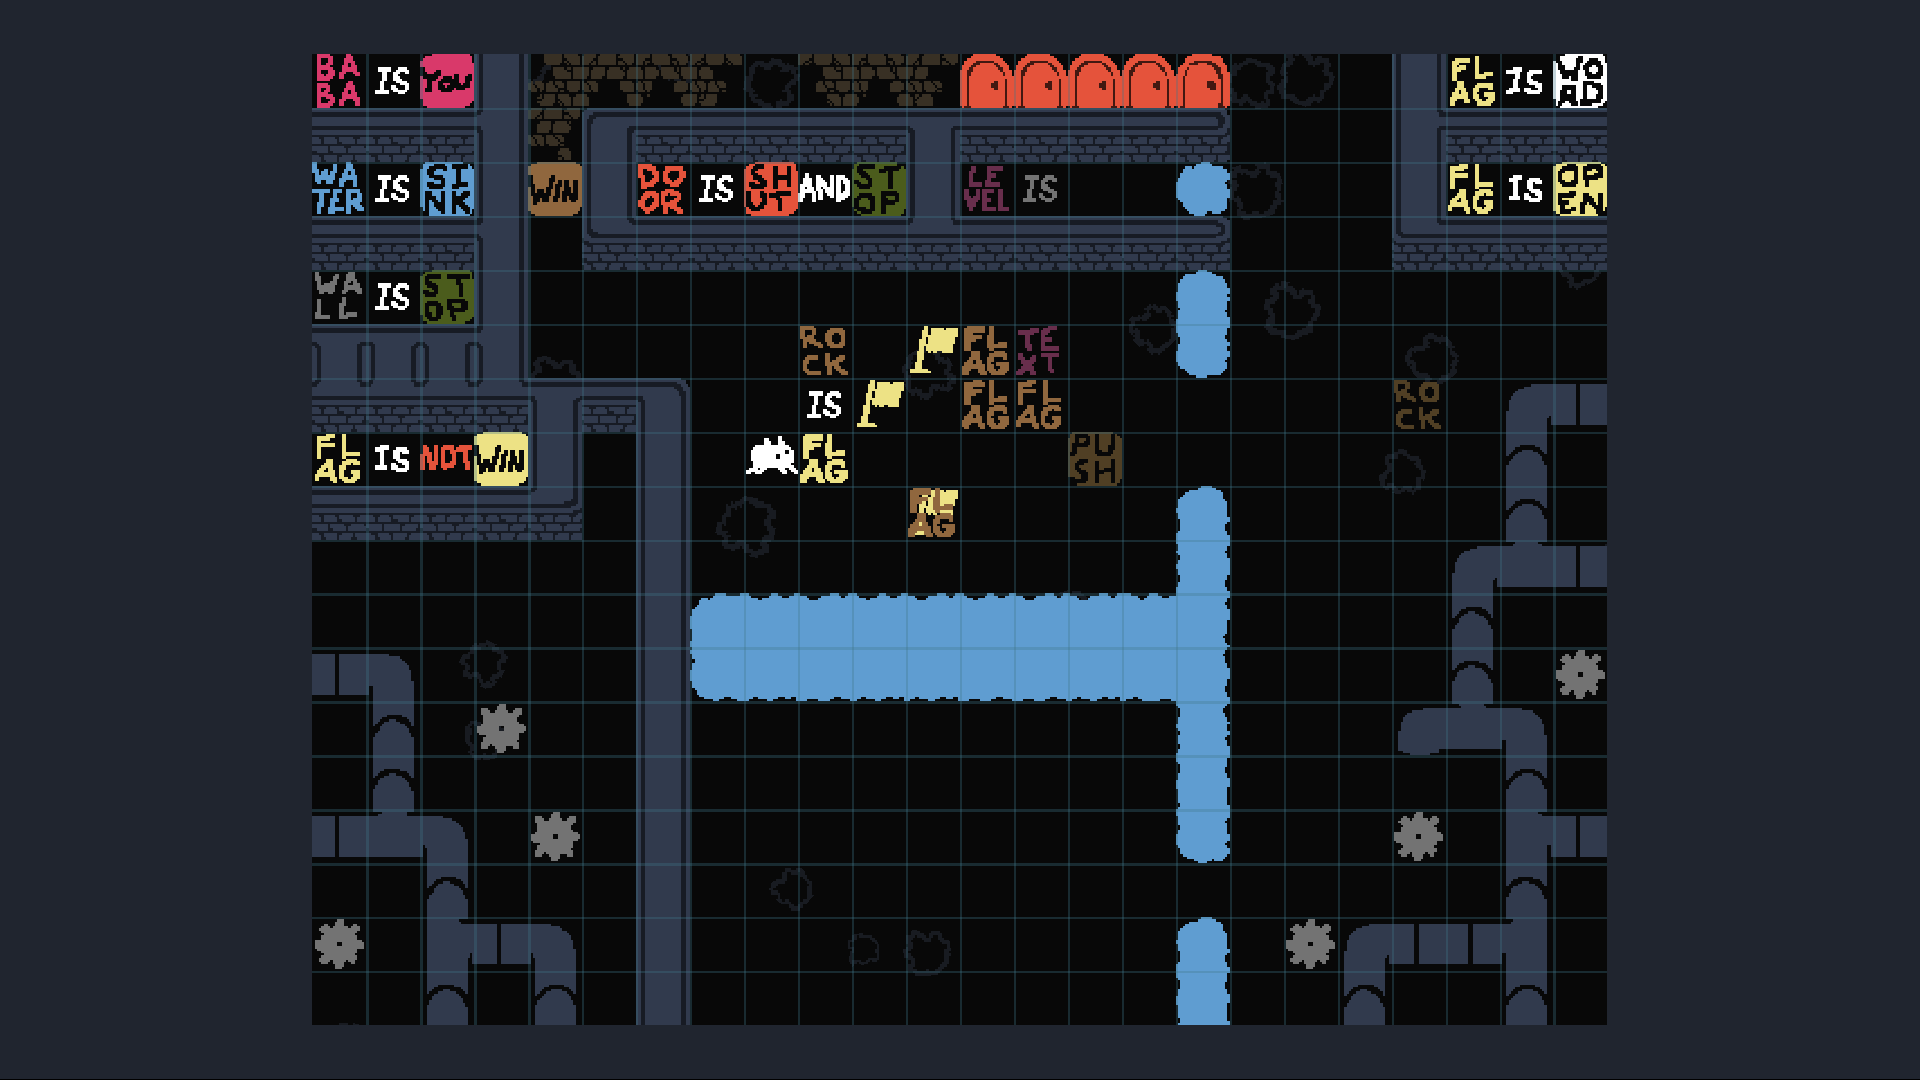 BABA IS YOU
FLAG IS WORD
WATER IS SINK
WIN
DOOR IS SHUT AND STOP
LEVEL IS
FLAG IS OPEN
WALL IS STOP
ROCK
FLAG TEXT
IS
FLAG FLAG
ROCK
FLAG IS NOT WIN
FLAG
PUSH
FLAG